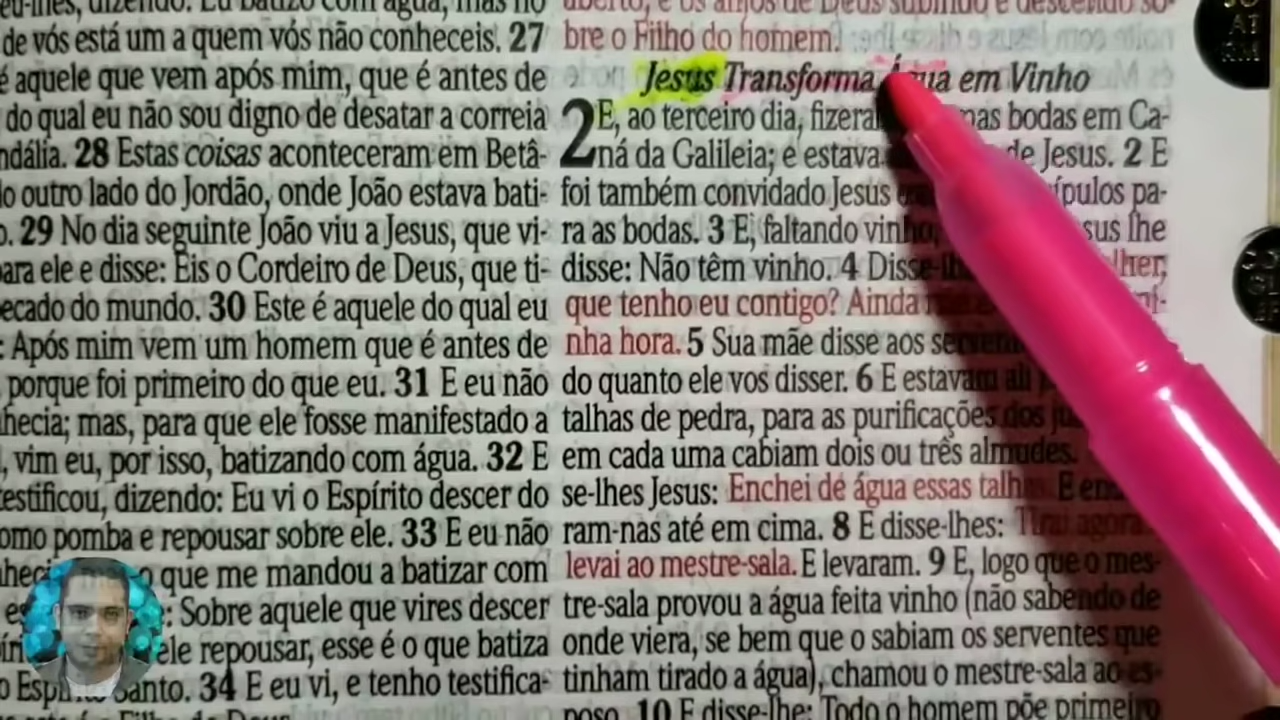 de vós está um a quem vós não conheceis. 27
é aquele que vem após mim, que é antes de
do qual eu não sou digno de desatar a correia
28 Estas coisas aconteceram em Betâ-
outro lado do Jordão, onde João estava bati-
29 No dia seguinte João viu a Jesus, que vi-
ara ele e disse: Eis o Cordeiro de Deus, que ti-
ecado do mundo. 30 Este é aquele do qual eu
: Após mim vem um homem que é antes de
porque foi primeiro do que eu. 31 E eu não
hecia; mas, para que ele fosse manifestado a
, vim eu, por isso, batizando com água. 32 E
testificou, dizendo: Eu vi o Espírito descer do
omo pomba e repousar sobre ele. 33 E eu não
que me mandou a batizar com
: Sobre aquele que vires descer
ele repousar, esse é o que batiza
Santo. 34 E eu vi, e tenho testifica-
bre o Filho do homem.
Jesus Transforma Água em Vinho
2 E, ao terceiro dia, bodas em Ca-
ná da Galileia; e estava de Jesus. 2 E
foi também convidado Jesus pa-
ra as bodas. 3 E, faltando vinho, lhe
disse: Não têm vinho. 4
que tenho eu contigo? Ainda
nha hora. 5 Sua mãe disse aos
do quanto ele vos disser. 6 E estavam ali
talhas de pedra, para as purificações dos
em cada uma cabiam dois ou três almudes.
se-lhes Jesus: Enchei de água essas
ram-nas até em cima. 8 E disse-lhes: Tirai agora
levai ao mestre-sala. E levaram. 9 E, logo que o mes-
tre-sala provou a água feita vinho (não sabendo de
onde viera, se bem que o sabiam os serventes que
tinham tirado a água), chamou o mestre-sala ao es-
poso. 10 E disse-lhe: Todo o homem põe primeiro